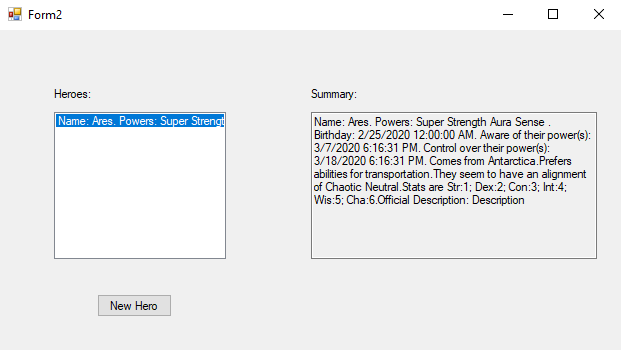 Form2
Heroes:
Summary:
Name: Ares. Powers: Super Strengt
Name: Ares. Powers: Super Strength Aura Sense .
Birthday: 2/25/2020 12:00:00 AM. Aware of their power(s):
3/7/2020 6:16:31 PM. Control over their power(s):
3/18/2020 6:16:31 PM. Comes from Antarctica.Prefers
abilities for transportation.They seem to have an alignment
of Chaotic Neutral.Stats are Str:1; Dex:2; Con:3; Int:4;
Wis:5; Cha:6.Official Description: Description
New Hero